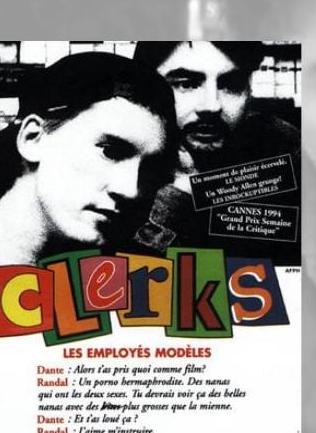 Un moment de plaisir écervelé.
LE MONDE
Un Woody Allen grunge!
LES INROCKUPTIBLES
CANNES 1994
"Grand Prix Semaine
de la Critique"
CLerks
AFPH
LES EMPLOYÉS MODÈLES
Dante : Alors t'as pris quoi comme film?
Randal : Un porno hermaphrodite. Des nanas
qui ont les deux sexes. Tu devrais voir ça des belles
nanas avec des plus grosses que la mienne.
Dante : Et t'as loué ça ?
Randal : J'aime m'instruire